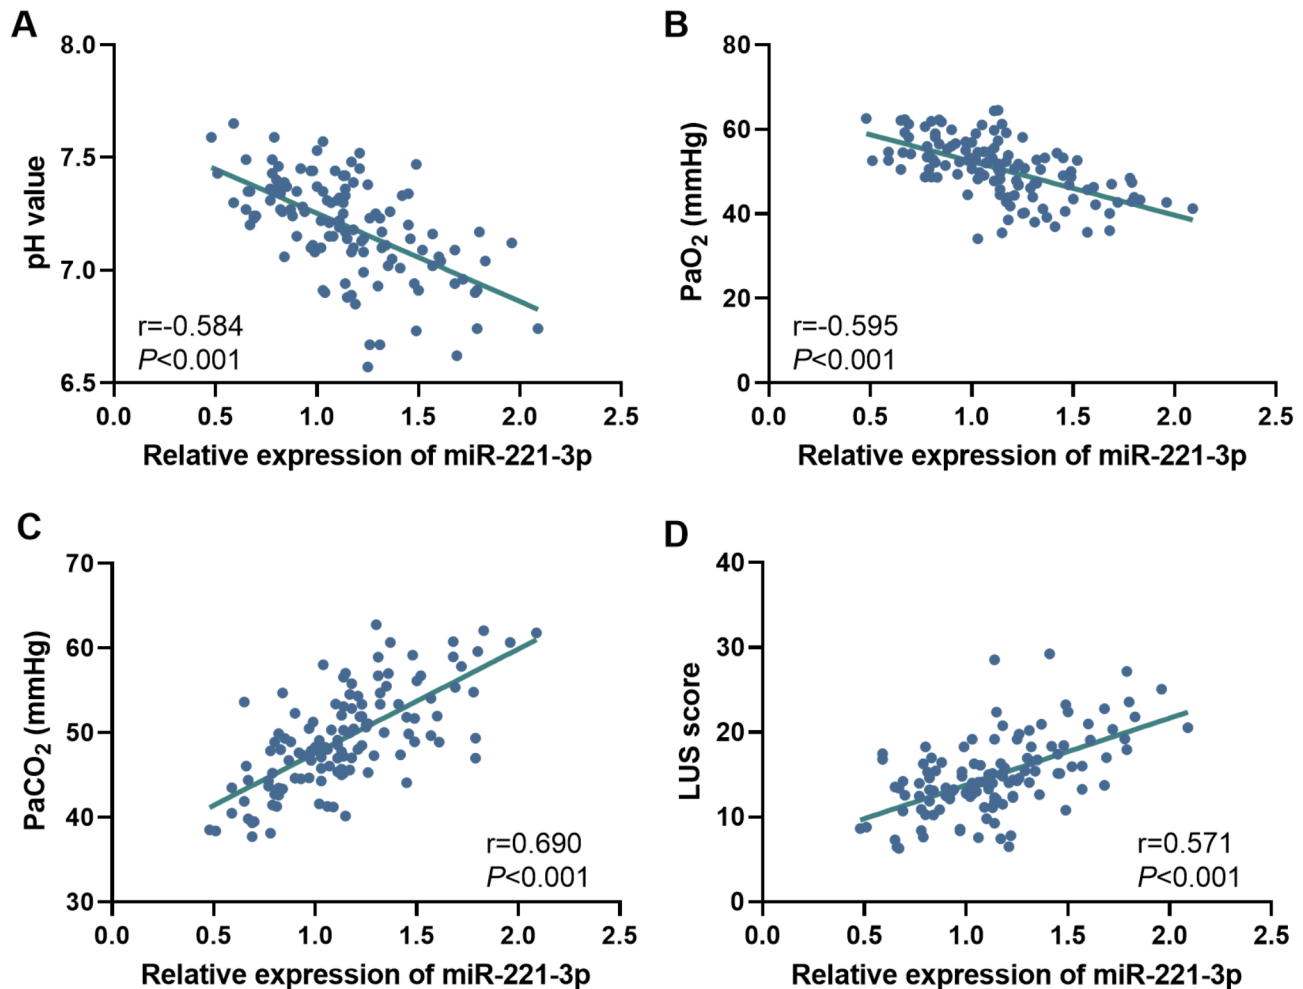 A
8.0
7.5
7.0
6.5
pH value
r=-0.584
P<0.001
0.0 0.5 1.0 1.5 2.0 2.5
Relative expression of miR-221-3p
B
80
60
40
20
0
PaO2 (mmHg)
r=-0.595
P<0.001
0.0 0.5 1.0 1.5 2.0 2.5
Relative expression of miR-221-3p
C
70
60
50
40
30
PaCO2 (mmHg)
r=0.690
P<0.001
0.0 0.5 1.0 1.5 2.0 2.5
Relative expression of miR-221-3p
D
40
30
20
10
0
LUS score
r=0.571
P<0.001
0.0 0.5 1.0 1.5 2.0 2.5
Relative expression of miR-221-3p